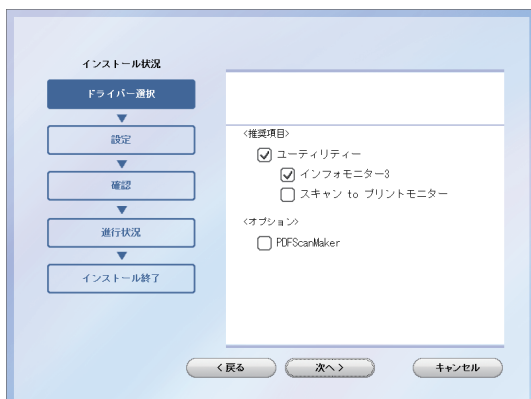 インストール状況
ドライバー選択
設定
確認
進行状況
インストール終了
<推奨項目>
ユーティリティー
インフォモニター3
スキャン to プリントモニター
<オプション>
PDFScanMaker
<戻る
次へ>
キャンセル